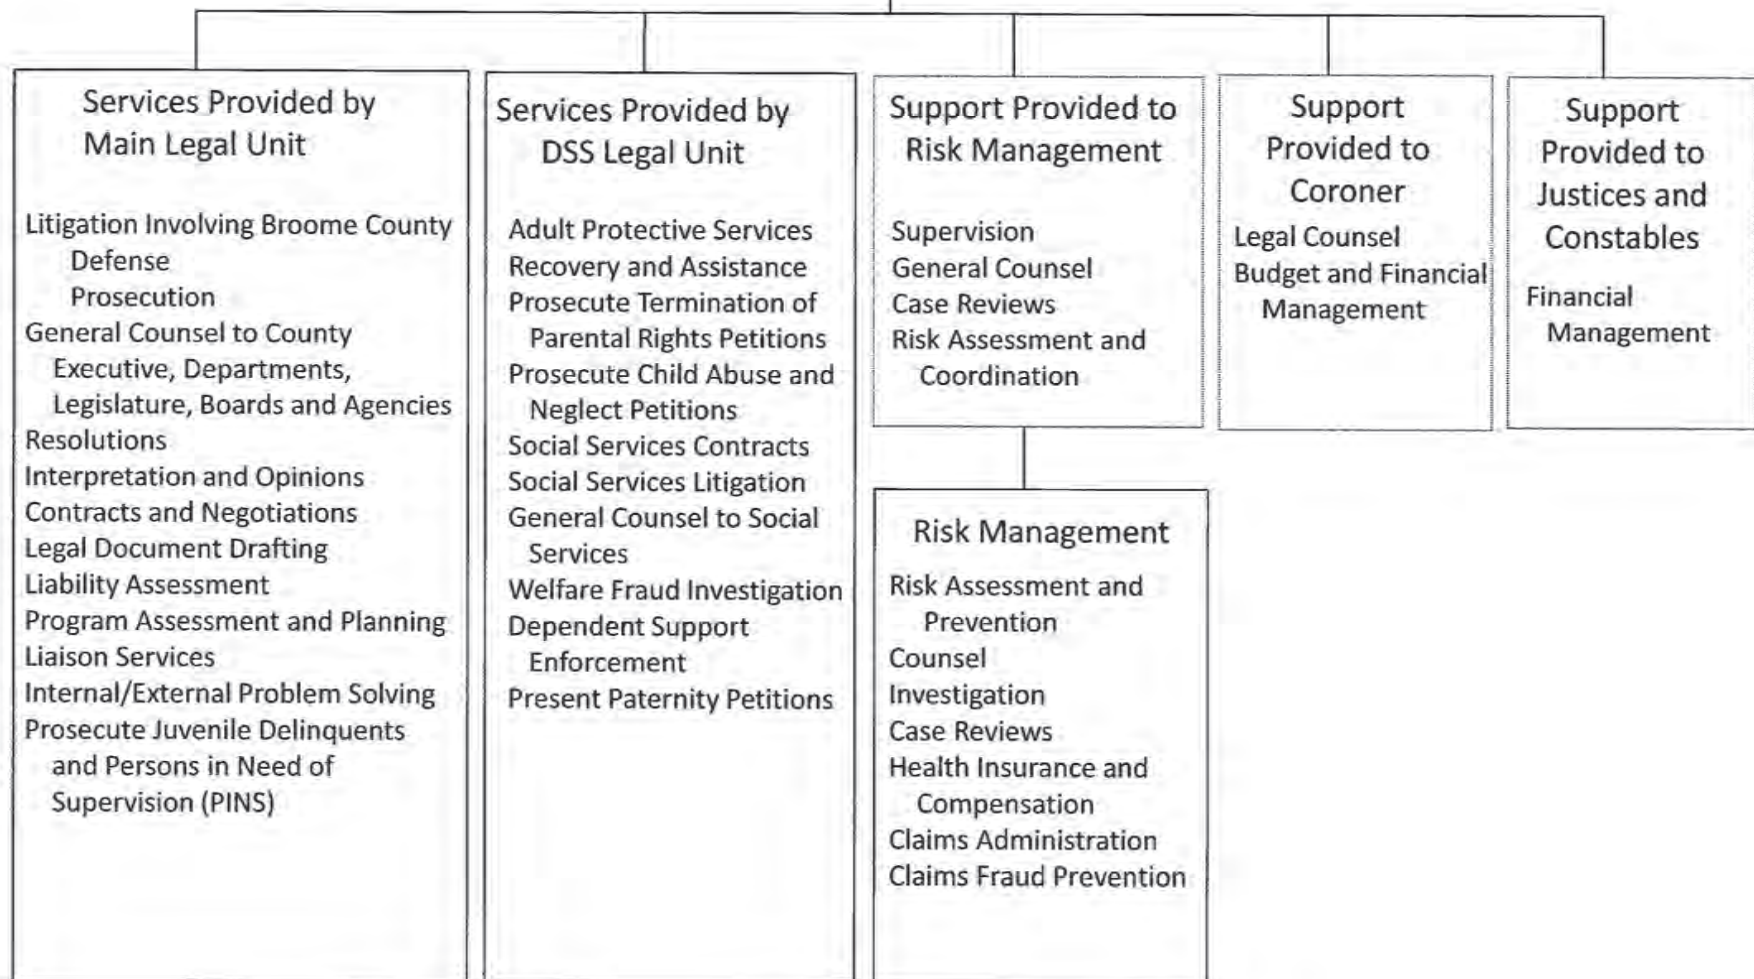 Services Provided by
Main Legal Unit
Litigation Involving Broome County
Defense
Prosecution
General Counsel to County
Executive, Departments,
Legislature, Boards and Agencies
Resolutions
Interpretation and Opinions
Contracts and Negotiations
Legal Document Drafting
Liability Assessment
Program Assessment and Planning
Liaison Services
Internal/External Problem Solving
Prosecute Juvenile Delinquents
and Persons in Need of
Supervision (PINS)
Services Provided by
DSS Legal Unit
Adult Protective Services
Recovery and Assistance
Prosecute Termination of
Parental Rights Petitions
Prosecute Child Abuse and
Neglect Petitions
Social Services Contracts
Social Services Litigation
General Counsel to Social
Services
Welfare Fraud Investigation
Dependent Support
Enforcement
Present Paternity Petitions
Support Provided to
Risk Management
Supervision
General Counsel
Case Reviews
Risk Assessment and
Coordination
Risk Management
Risk Assessment and
Prevention
Counsel
Investigation
Case Reviews
Health Insurance and
Compensation
Claims Administration
Claims Fraud Prevention
Support
Provided to
Coroner
Legal Counsel
Budget and Financial
Management
Support
Provided to
Justices and
Constables
Financial
Management